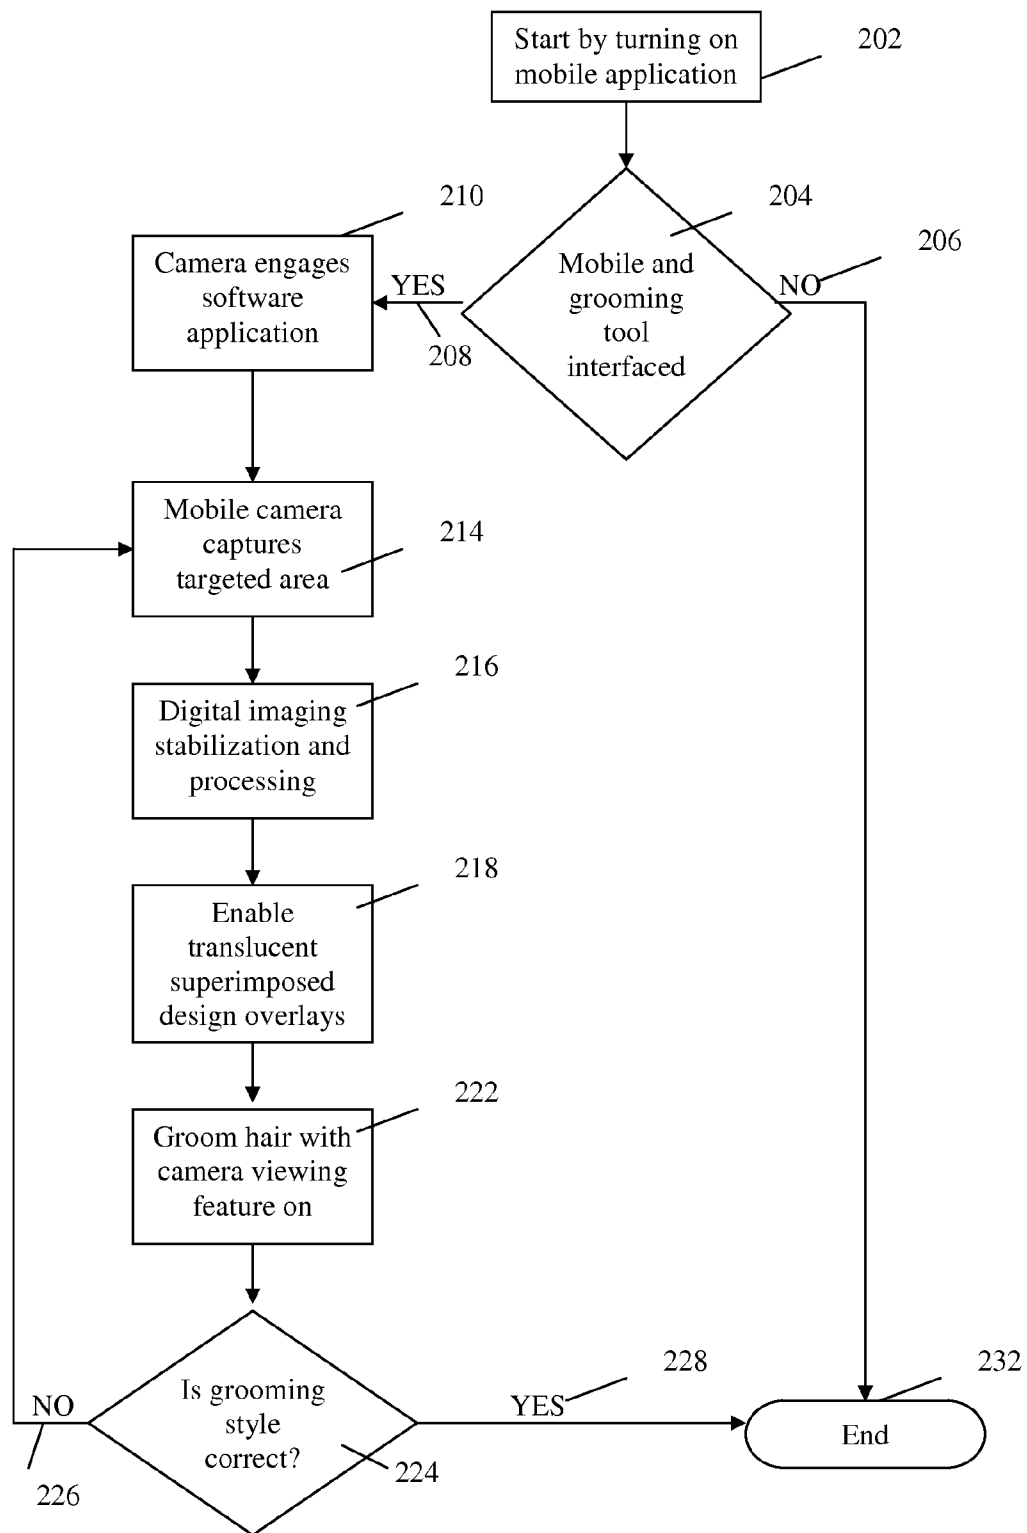 Start by turning on
mobile application
202
204
Mobile and
grooming
tool
interfaced
NO
206
YES
208
210
Camera engages
software
application
Mobile camera
captures
targeted area
214
216
Digital imaging
stabilization and
processing
218
Enable
translucent
superimposed
design overlays
222
Groom hair with
camera viewing
feature on
Is grooming
style
correct?
224
NO
226
YES
228
232
End